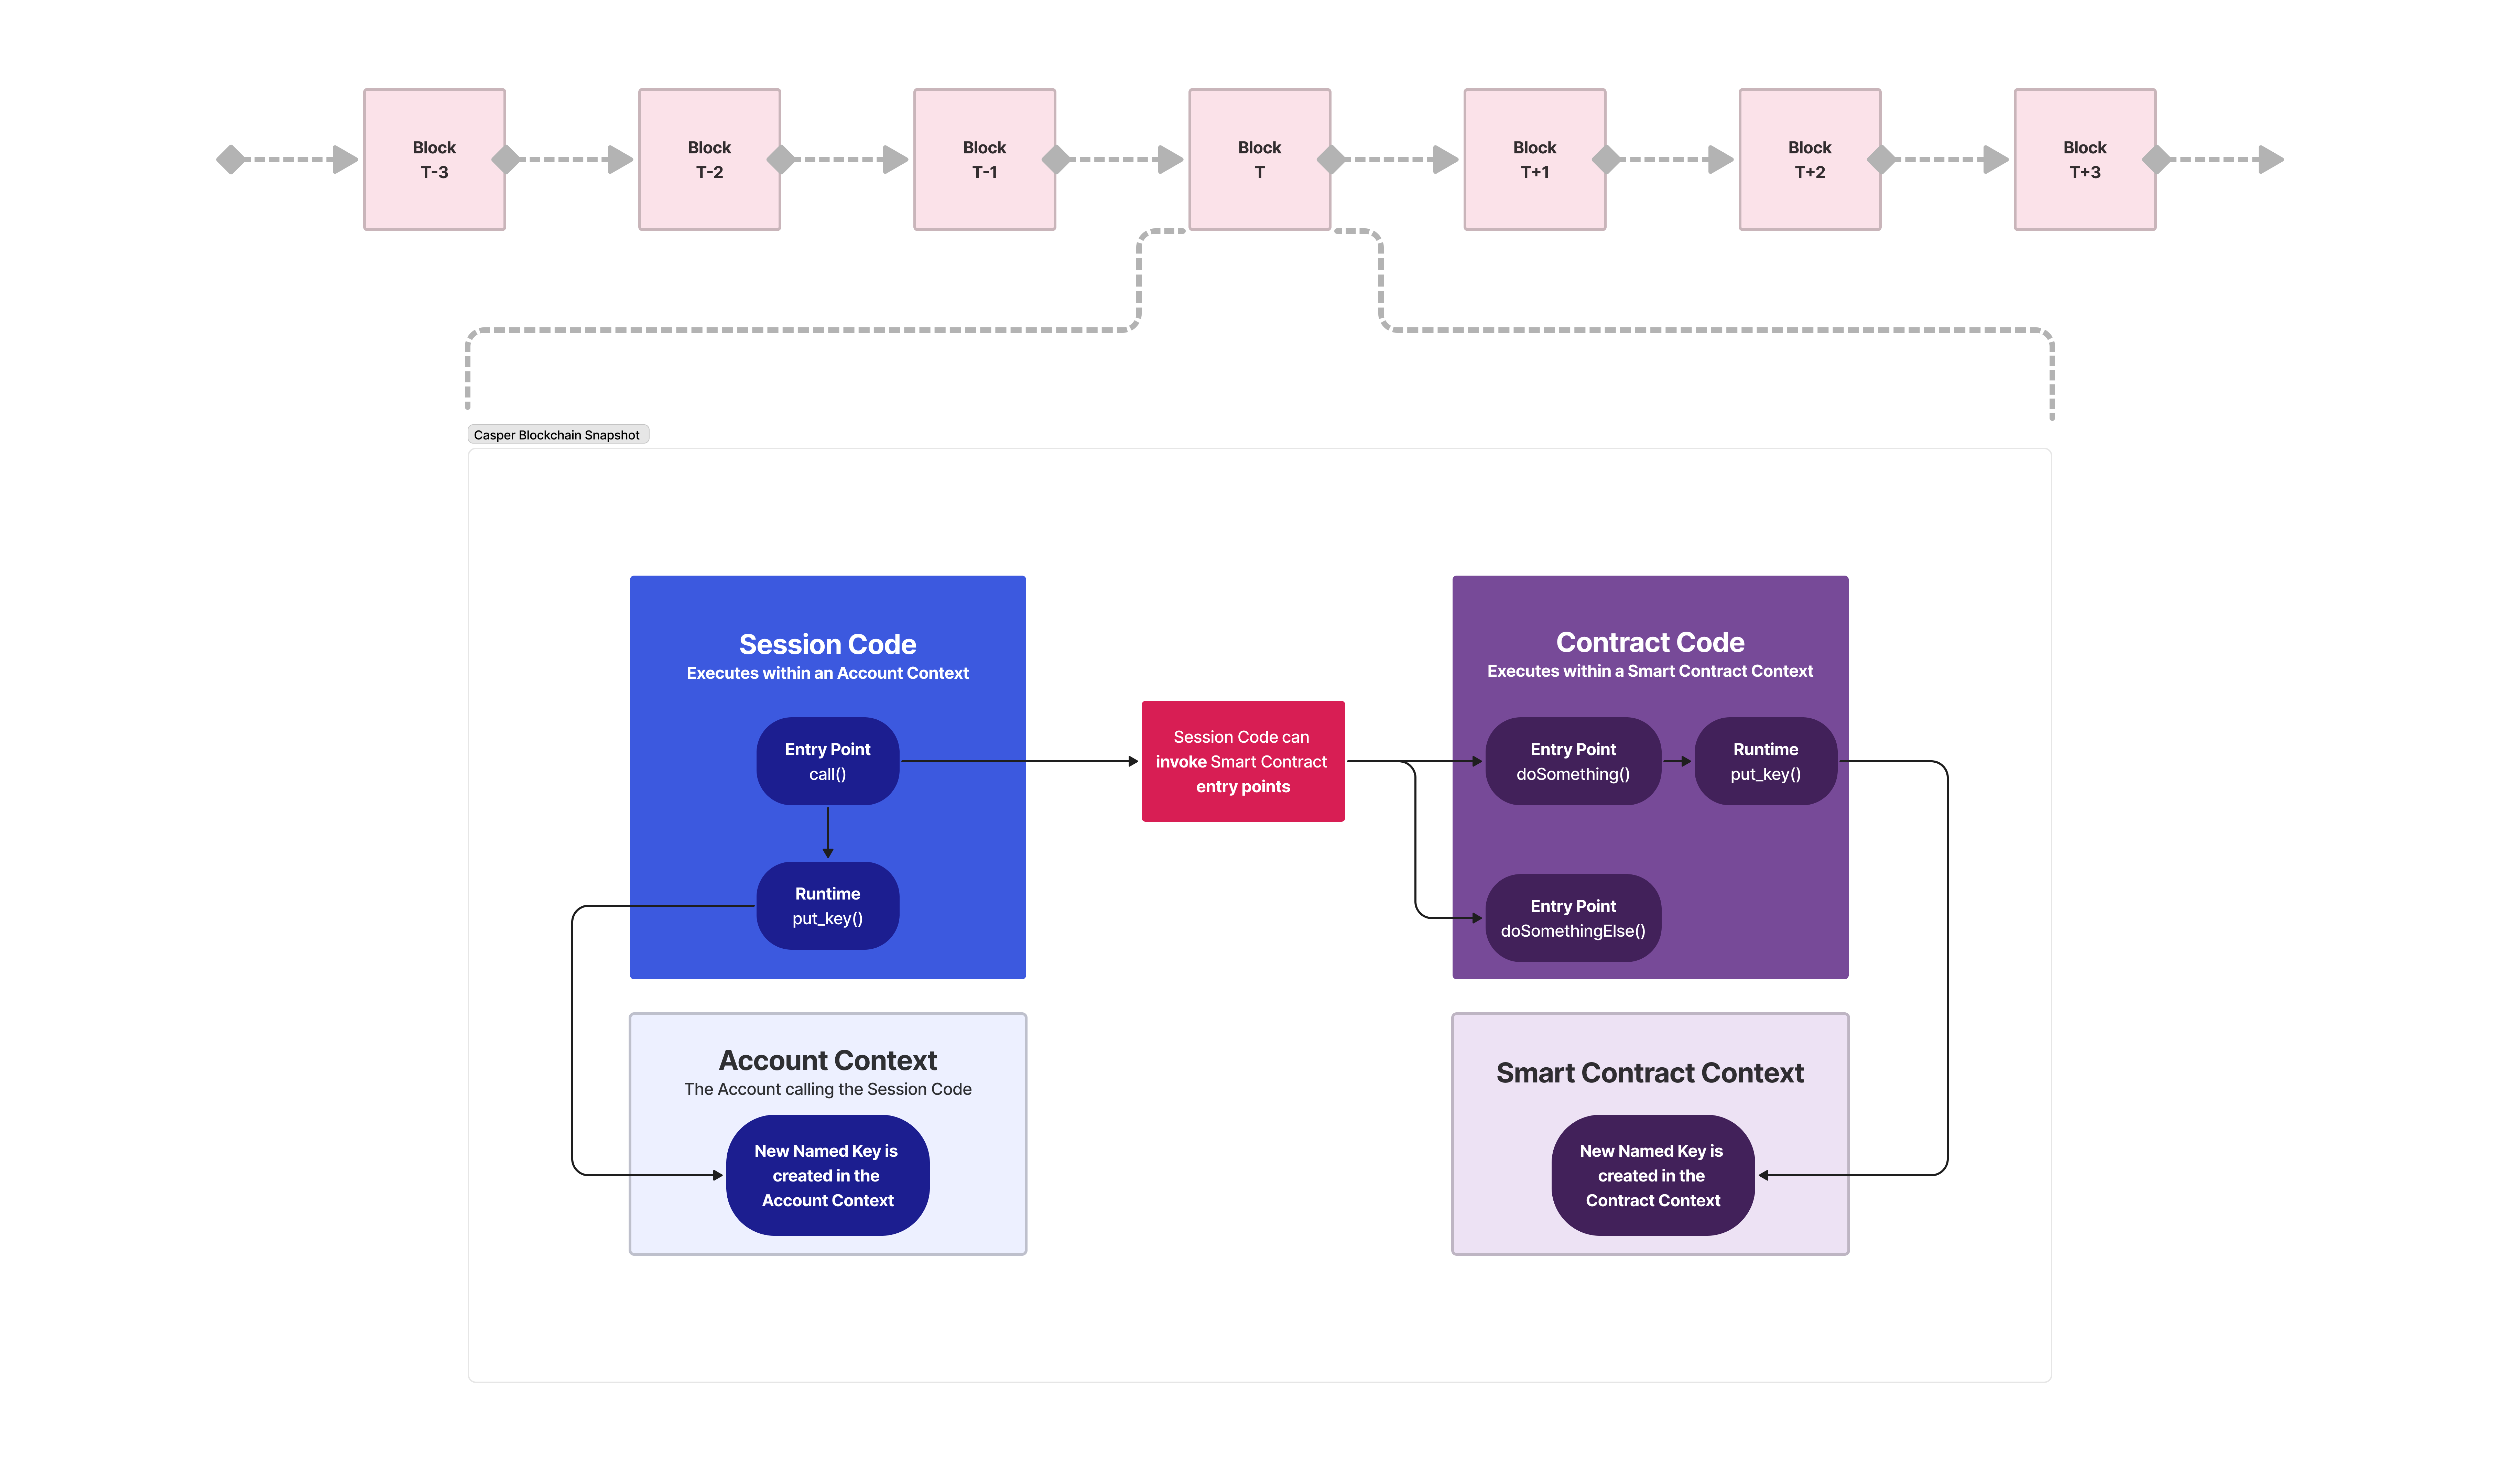 Block
T-3
Block
T-2
Block
T-1
Block
T
Block
T+1
Block
T+2
Block
T+3
Casper Blockchain Snapshot
Session Code
Executes within an Account Context
Entry Point
call()
Runtime
put_key()
Session Code can
invoke Smart Contract
entry points
Contract Code
Executes within a Smart Contract Context
Entry Point
doSomething()
Runtime
put_key()
Entry Point
doSomethingElse()
Account Context
The Account calling the Session Code
New Named Key is
created in the
Account Context
Smart Contract Context
New Named Key is
created in the
Contract Context